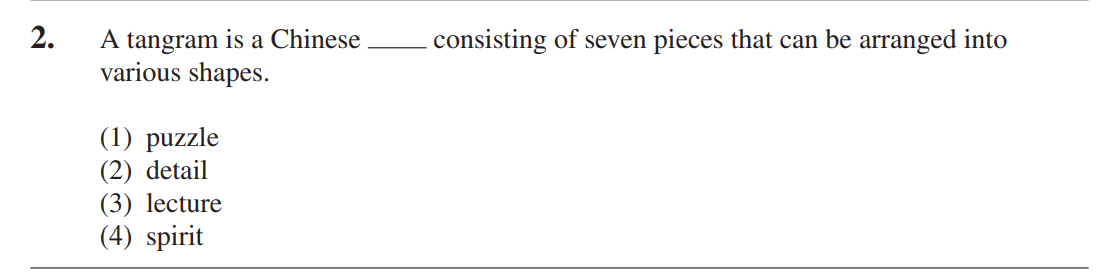 2. A tangram is a Chinese ____ consisting of seven pieces that can be arranged into
various shapes.
(1) puzzle
(2) detail
(3) lecture
(4) spirit